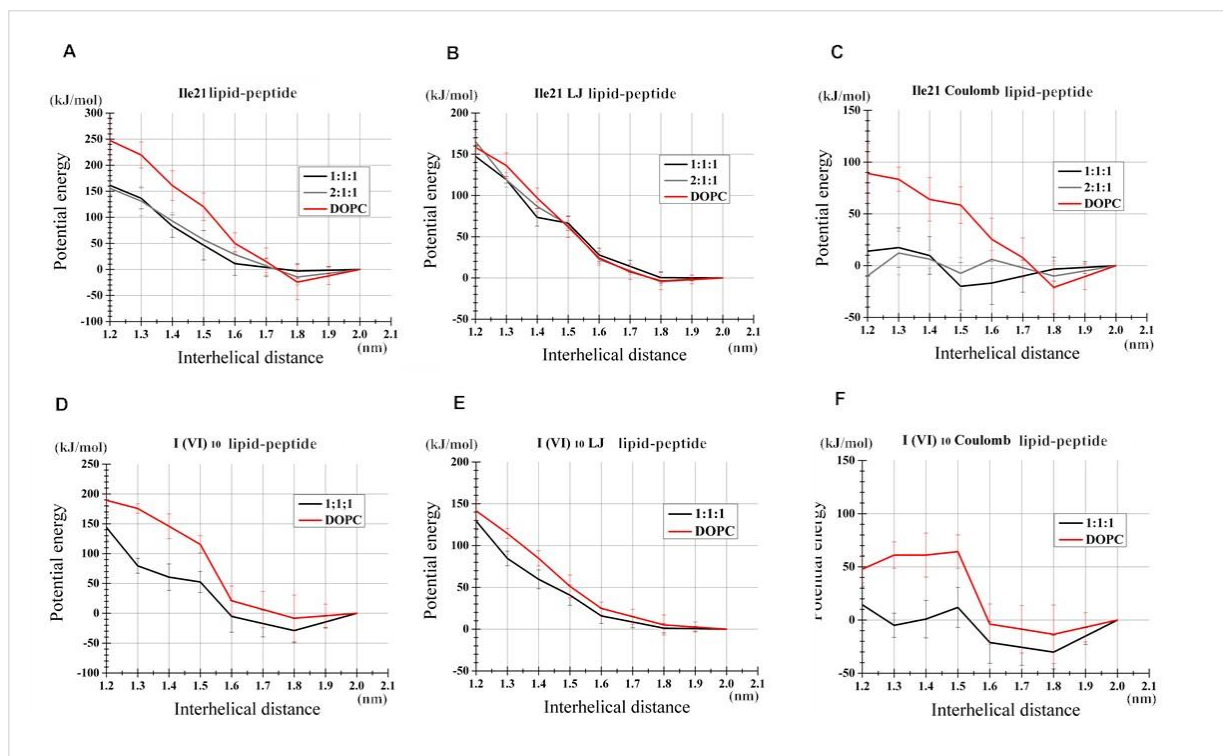 A
Ile21 lipid-peptide
(kJ/mol)
300
250
200
150
100
50
0
-50
-100
Potential energy
1:1:1
2:1:1
DOPC
1.2 1.3 1.4 1.5 1.6 1.7 1.8 1.9 2.0 2.1
(nm)
Interhelical distance
B
Ile21 LJ lipid-peptide
(kJ/mol)
200
150
100
50
0
-50
Potential energy
1:1:1
2:1:1
DOPC
1.2 1.3 1.4 1.5 1.6 1.7 1.8 1.9 2.0 2.1
(nm)
Interhelical distance
C
Ile21 Coulomb lipid-peptide
(kJ/mol)
150
100
50
0
-50
Potential energy
1:1:1
2:1:1
DOPC
1.2 1.3 1.4 1.5 1.6 1.7 1.8 1.9 2.0 2.1
(nm)
Interhelical distance
D
I (VI) 10 lipid-peptide
(kJ/mol)
250
200
150
100
50
0
-50
-100
Potential energy
1;1;1
DOPC
1.2 1.3 1.4 1.5 1.6 1.7 1.8 1.9 2.0 2.1
(nm)
Interhelical distance
E
I (VI) 10 LJ lipid-peptide
(kJ/mol)
200
150
100
50
0
-50
Potential energy
1:1:1
DOPC
1.2 1.3 1.4 1.5 1.6 1.7 1.8 1.9 2.0 2.1
(nm)
Interhelical distance
F
I (VI) 10 Coulomb lipid-peptide
(kJ/mol)
150
100
50
0
-50
Potential energy
1:1:1
DOPC
1.2 1.3 1.4 1.5 1.6 1.7 1.8 1.9 2.0 2.1
(nm)
Interhelical distance